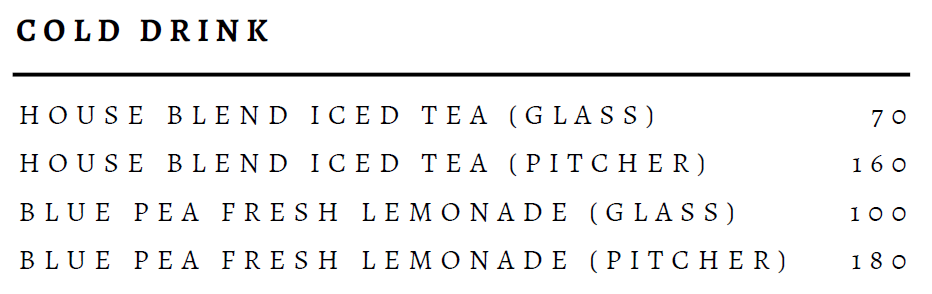 COLD DRINK
HOUSE BLEND ICED TEA (GLASS) 70
HOUSE BLEND ICED TEA (PITCHER) 160
BLUE PEA FRESH LEMONADE (GLASS) 100
BLUE PEA FRESH LEMONADE (PITCHER) 180